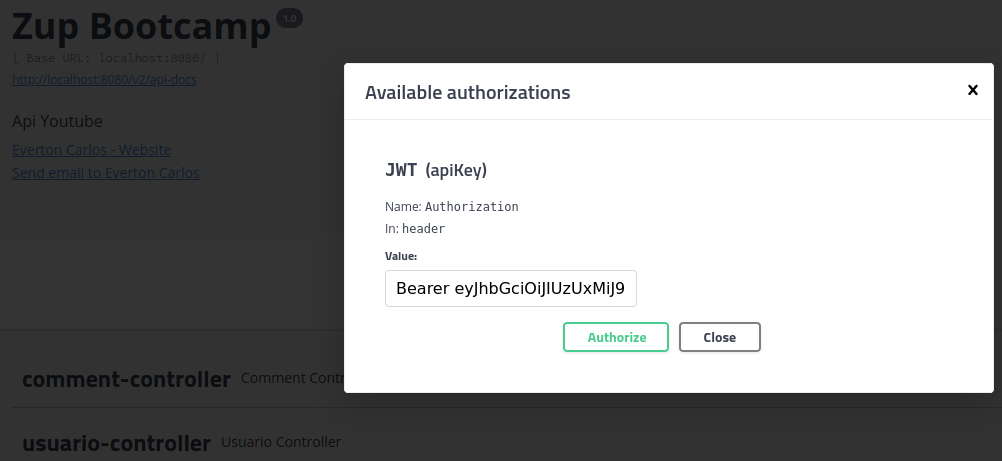 Zup Bootcamp 1.0
[ Base URL: localhost:8080/ ]
http://localhost:8080/v2/api-docs
Api Youtube
Everton Carlos - Website
Send email to Everton Carlos
Available authorizations
×
JWT (apiKey)
Name: Authorization
In: header
Value:
Bearer eyJhbGciOiJIUzUxMiJ9
Authorize Close
comment-controller Comment Contr
usuario-controller Usuario Controller